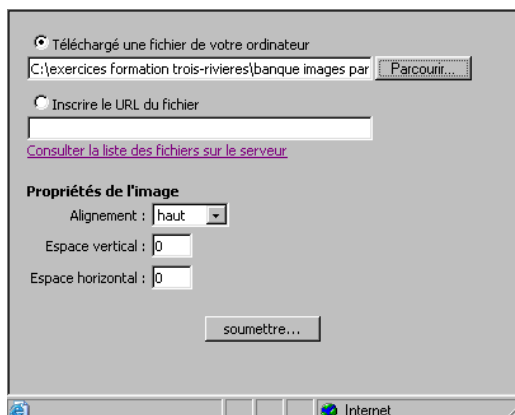 Téléchargé une fichier de votre ordinateur
C:\exercices formation trois-rivieres\banque images par Parcourir...
Inscrire le URL du fichier
Consulter la liste des fichiers sur le serveur
Propriétés de l'image
Alignement : haut
Espace vertical : 0
Espace horizontal : 0
soumettre...
Internet